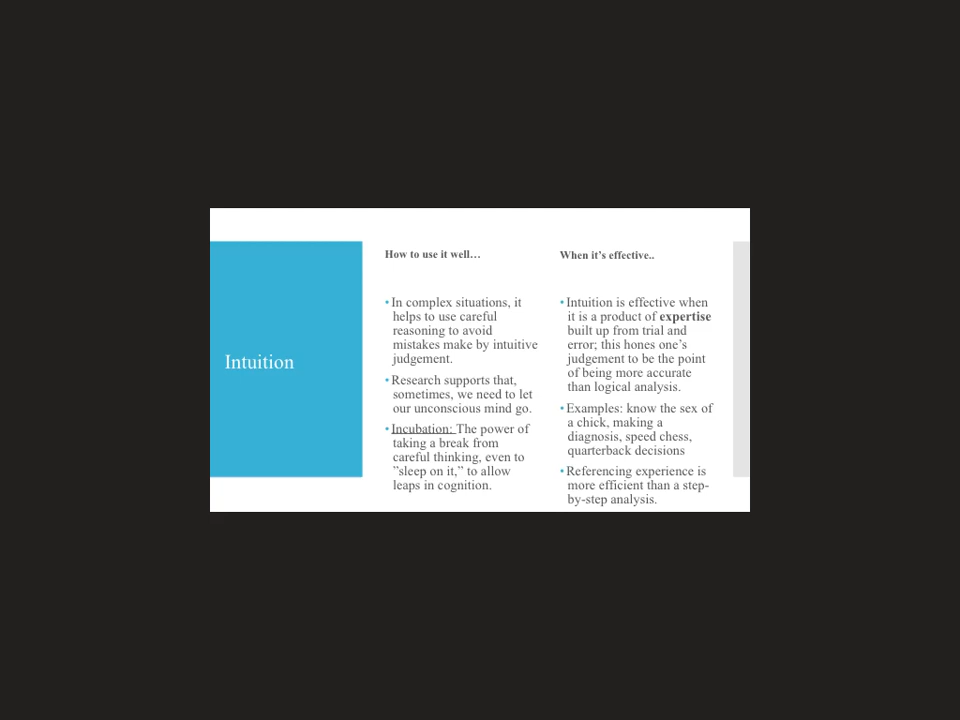 Intuition
How to use it well…
• In complex situations, it
helps to use careful
reasoning to avoid
mistakes make by intuitive
judgement.
• Research supports that,
sometimes, we need to let
our unconscious mind go.
• Incubation: The power of
taking a break from
careful thinking, even to
”sleep on it,” to allow
leaps in cognition.
When it’s effective..
• Intuition is effective when
it is a product of expertise
built up from trial and
error; this hones one’s
judgement to be the point
of being more accurate
than logical analysis.
• Examples: know the sex of
a chick, making a
diagnosis, speed chess,
quarterback decisions
• Referencing experience is
more efficient than a step-
by-step analysis.